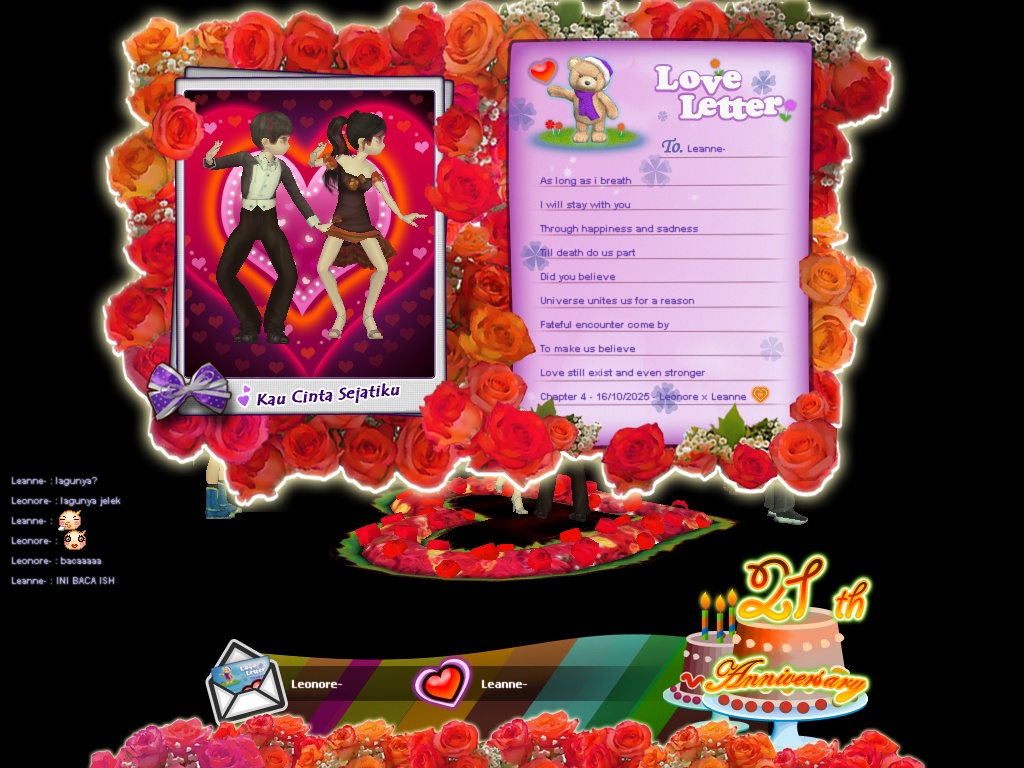 Love
Letter
To. Leanne-
As long as i breath
I will stay with you
Through happiness and sadness
Till death do us part
Did you believe
Universe unites us for a reason
Fateful encounter come by
To make us believe
Love still exist and even stronger
Chapter 4 - 16/10/2025 - Leonore x Leanne
Kau Cinta Sejatiku
Leanne- : lagunya?
Leonore- : lagunya jelek
Leanne- :
Leonore- :
Leonore- : bacaaaaa
Leanne- : INI BACA ISH
21th
Anniversary
Love
Letter
Leonore-
Leanne-